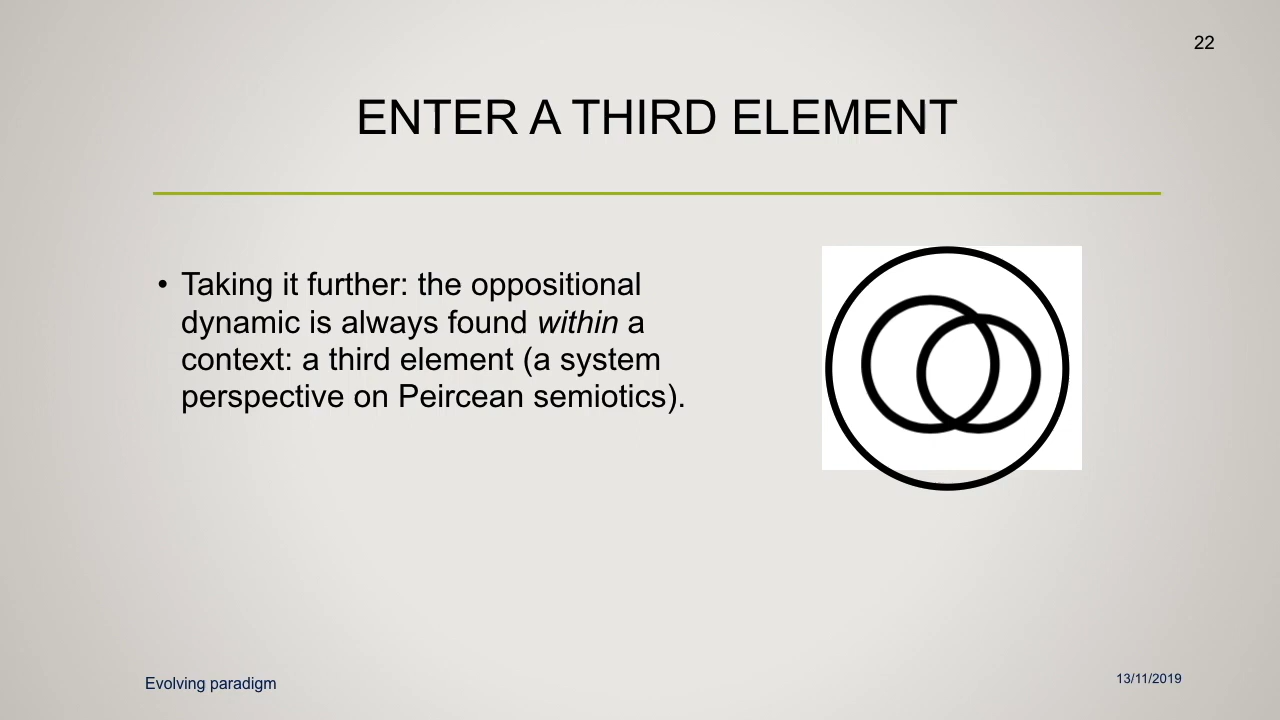 22
ENTER A THIRD ELEMENT
• Taking it further: the oppositional
dynamic is always found within a
context: a third element (a system
perspective on Peircean semiotics).
Evolving paradigm
13/11/2019